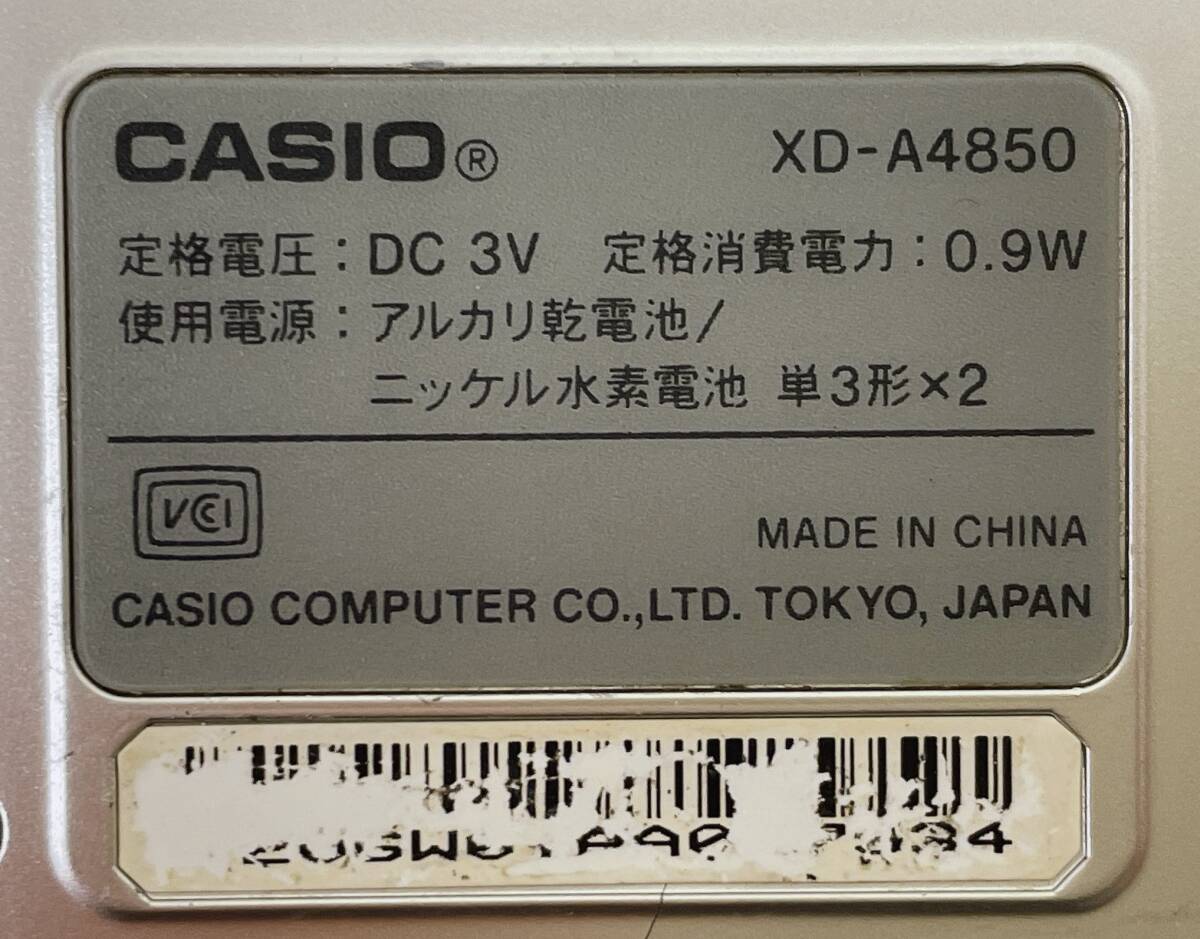 CASIO® XD-A4850
定格電圧：DC 3V 定格消費電力：0.9W
使用電源：アルカリ乾電池/
ニッケル水素電池 単3形×2
VCCI
MADE IN CHINA
CASIO COMPUTER CO.,LTD. TOKYO, JAPAN